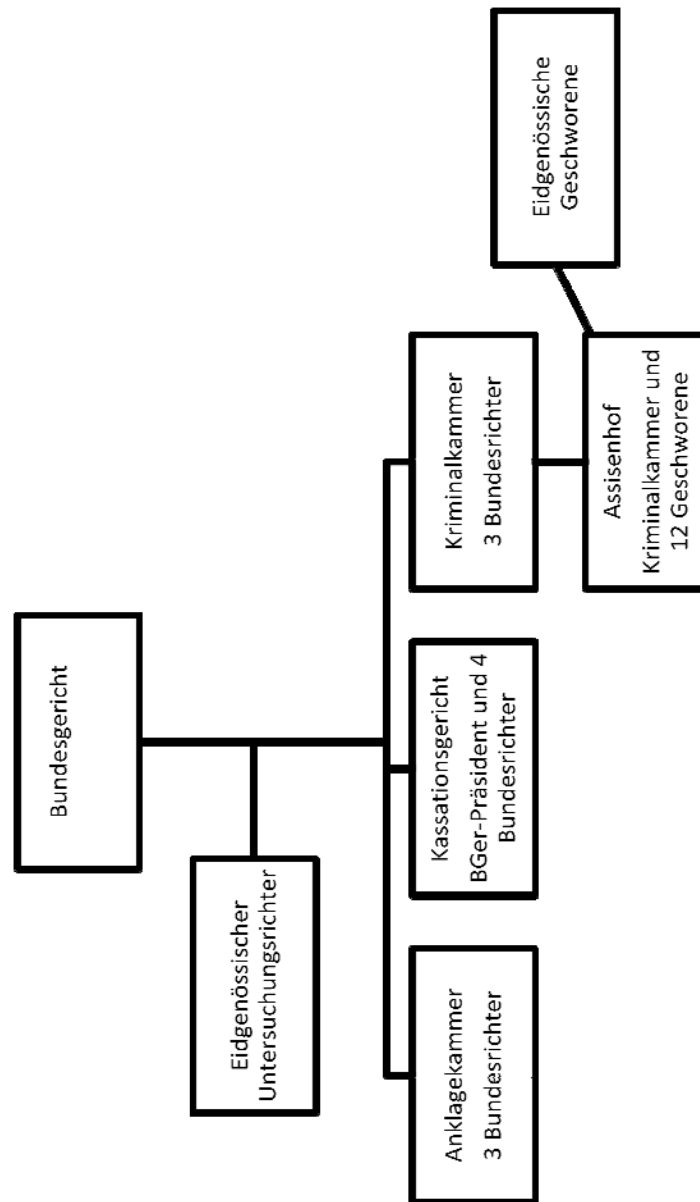 Bundesgericht
Eidgenössischer
Untersuchungsrichter
Anklagekammer
3 Bundesrichter
Kassationsgericht
BGer-Präsident und 4
Bundesrichter
Kriminalkammer
3 Bundesrichter
Assisenhof
Kriminalkammer und
12 Geschworene
Eidgenössische
Geschworene